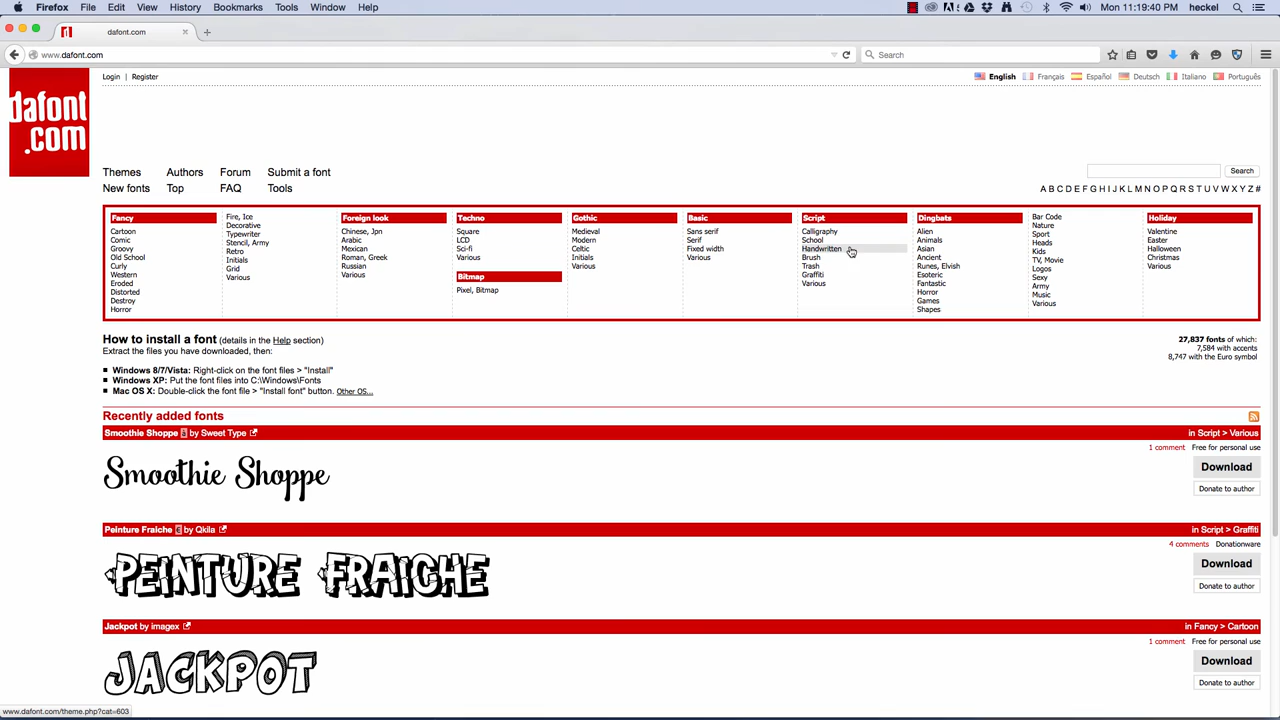 Firefox File Edit View History Bookmarks Tools Window Help Mon 11:19:40 heckel
dafont.com
www.dafont.com Search
dafont
.com
Login | Register English Français Español Deutsch Italiano Português
Themes Authors Forum Submit a font
New fonts Top FAQ Tools
Search
A B C D E F G H I J K L M N O P Q R S T U V W X Y Z #
Fancy
Cartoon
Comic
Groovy
Old School
Curly
Western
Eroded
Distorted
Destroy
Horror
Fire, Ice
Decorative
Typewriter
Stencil, Army
Retro
Initials
Grid
Various
Foreign look
Chinese, Jpn
Arabic
Mexican
Roman, Greek
Russian
Various
Techno
Square
LCD
Sci-fi
Various
Bitmap
Pixel, Bitmap
Gothic
Medieval
Modern
Celtic
Initials
Various
Basic
Sans serif
Serif
Fixed width
Various
Script
Calligraphy
School
Handwritten
Brush
Trash
Graffiti
Various
Dingbats
Alien
Animals
Asian
Ancient
Runes, Elvish
Esoteric
Fantastic
Horror
Games
Shapes
Bar Code
Nature
Sport
Heads
Kids
TV, Movie
Logos
Sexy
Army
Music
Various
Holiday
Valentine
Easter
Halloween
Christmas
Various
How to install a font (details in the Help section)
Extract the files you have downloaded, then:
Windows 8/7/Vista: Right-click on the font files > "Install"
Windows XP: Put the font files into C:\Windows\Fonts
Mac OS X: Double-click the font file > "Install font" button. Other OS...
27,837 fonts of which:
7,584 with accents
8,747 with the Euro symbol
Recently added fonts
Smoothie Shoppe by Sweet Type in Script > Various
1 comment Free for personal use
Smoothie Shoppe
Download
Donate to author
Peinture Fraiche € by Qkila in Script > Graffiti
4 comments Donationware
PEINTURE FRAICHE
Download
Donate to author
Jackpot by imagex in Fancy > Cartoon
1 comment Free for personal use
JACKPOT
Download
Donate to author
www.dafont.com/theme.php?cat=603